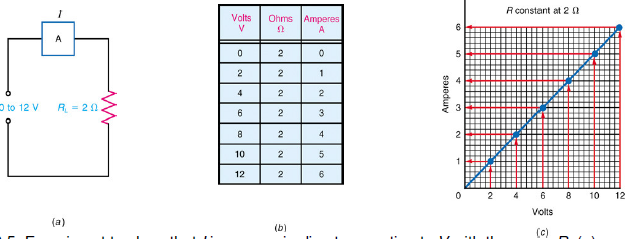 I
A
0 to 12 V
R_L = 2 Ω
(a)
Volts Ohms Amperes
V Ω A
0 2 0
2 2 1
4 2 2
6 2 3
8 2 4
10 2 5
12 2 6
(b)
R constant at 2 Ω
Amperes
6
5
4
3
2
1
0 2 4 6 8 10 12
Volts
(c)